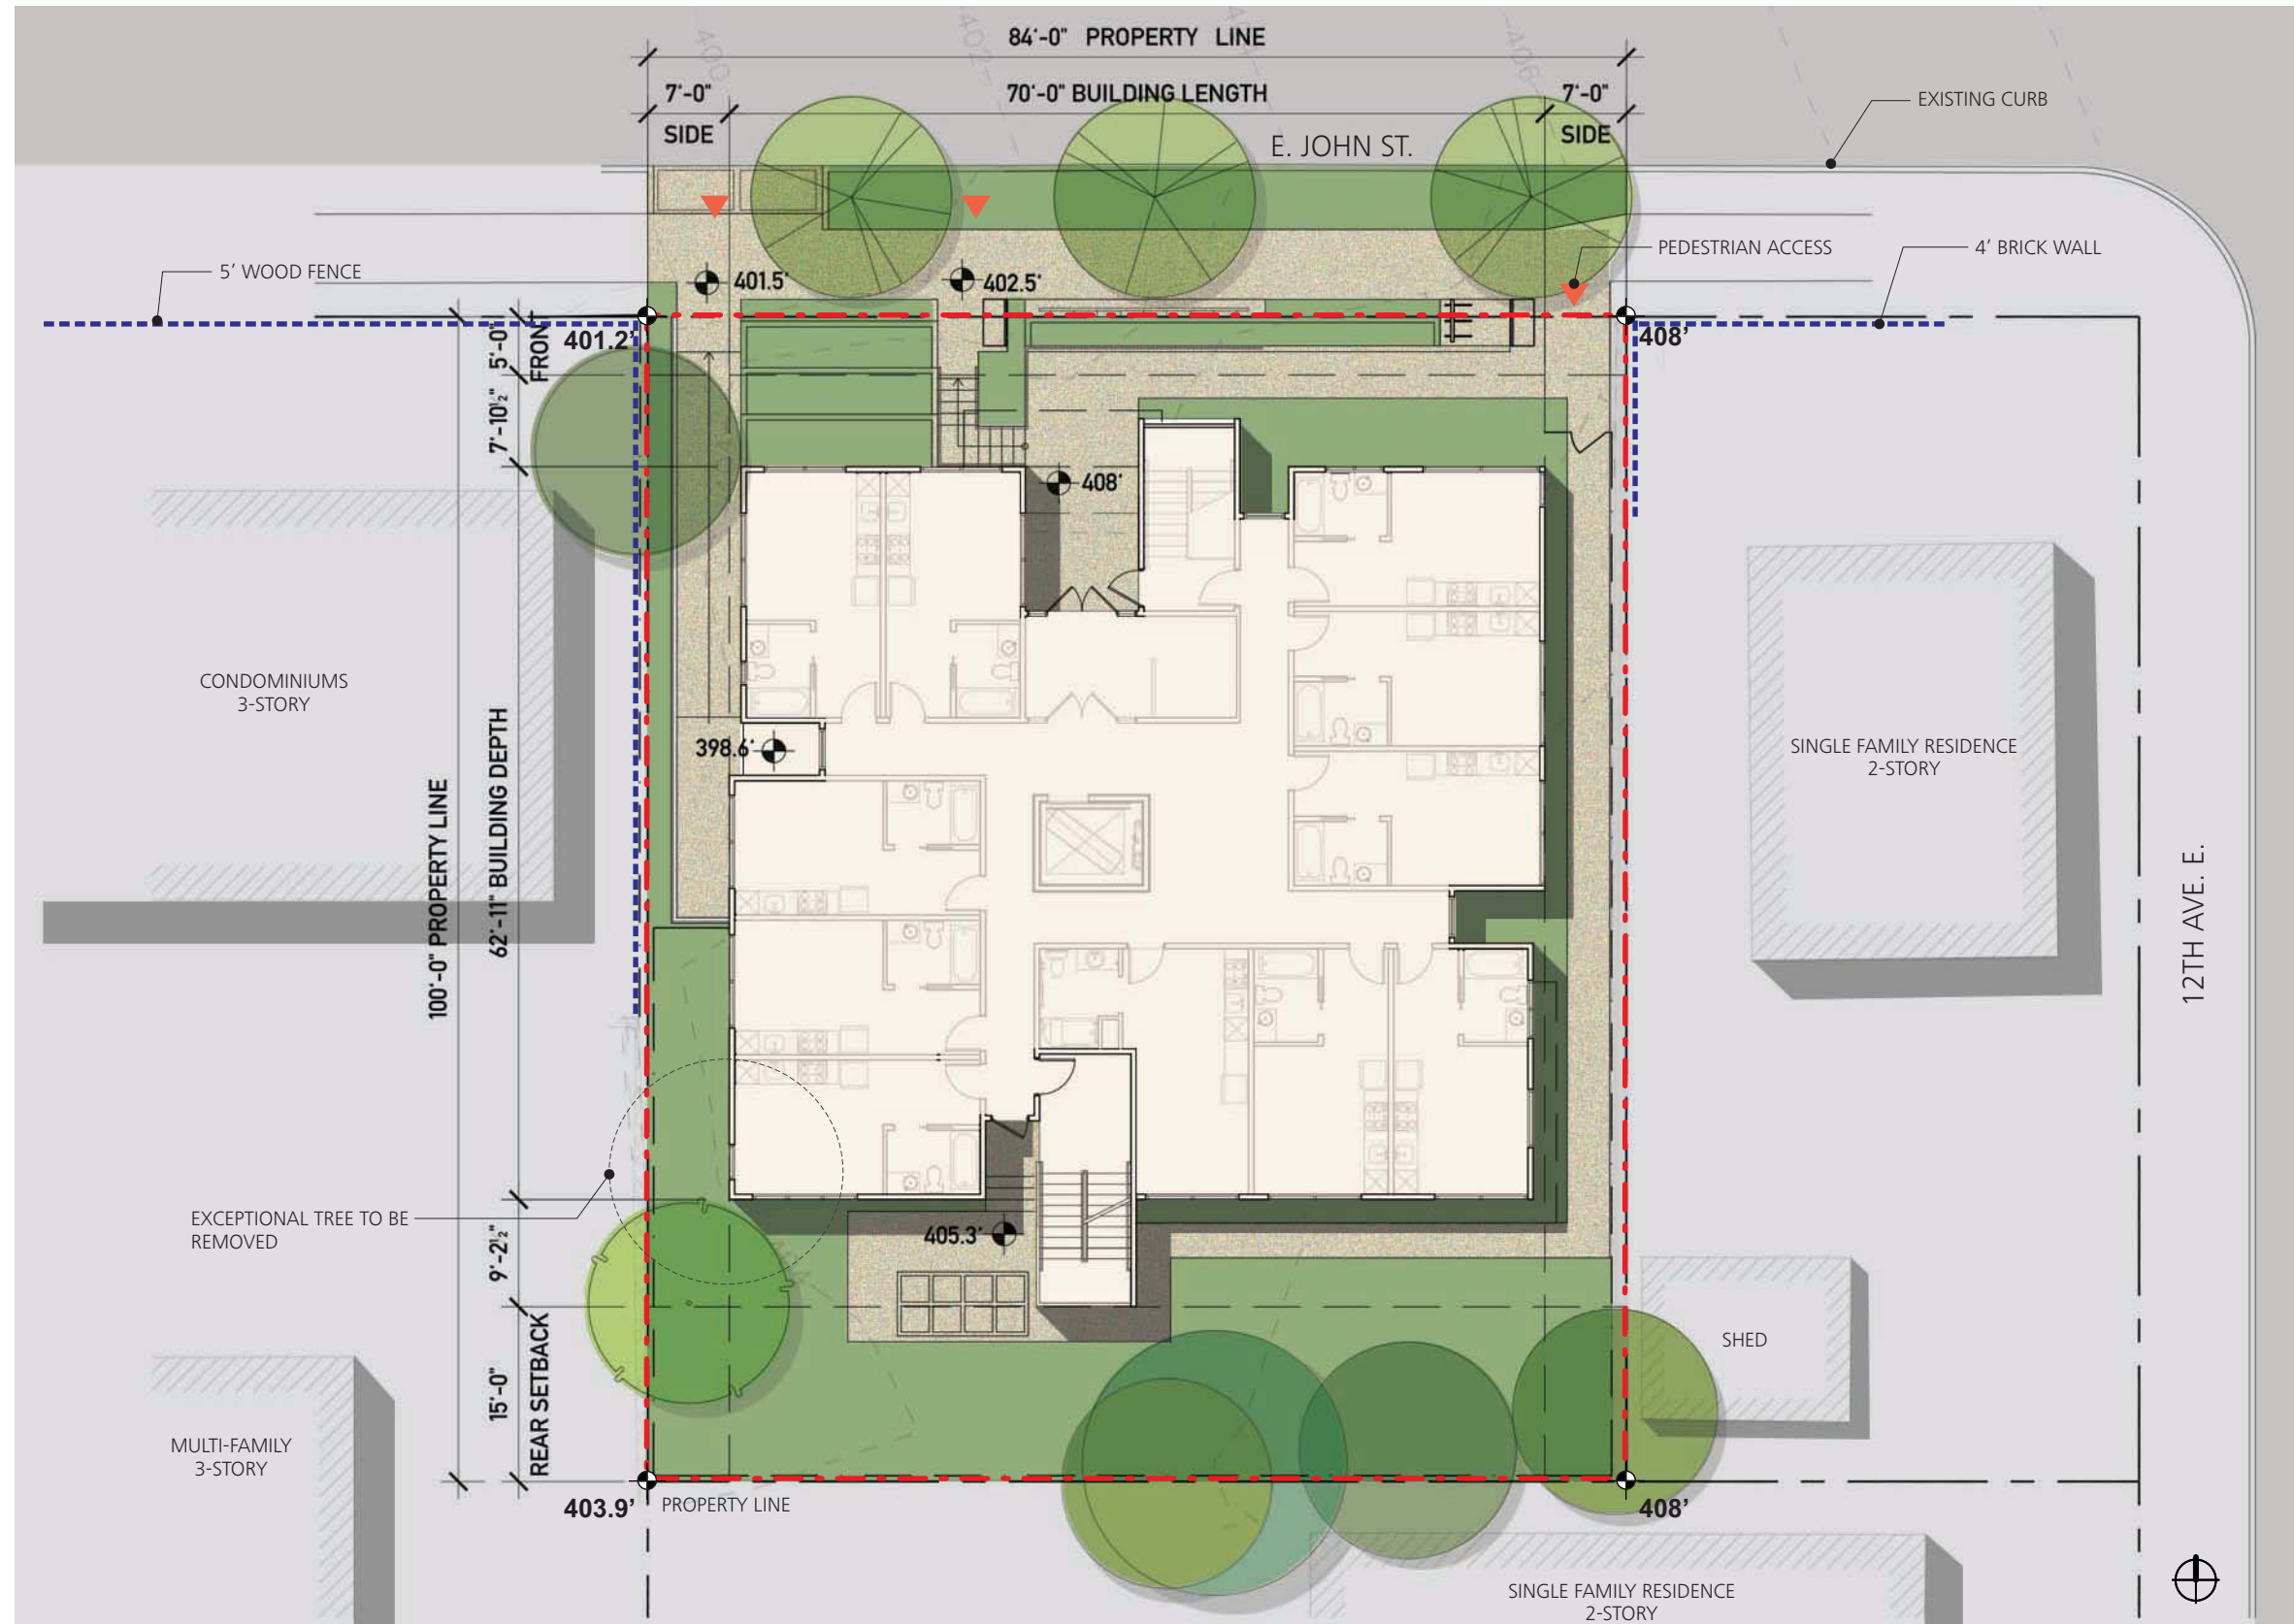 84'-0" PROPERTY LINE
7'-0"
SIDE
70'-0" BUILDING LENGTH
7'-0"
SIDE
400
402
406
E. JOHN ST.
EXISTING CURB
5’ WOOD FENCE
PEDESTRIAN ACCESS
4’ BRICK WALL
401.5'
402.5'
401.2’
408’
5'-0"
FRONT
7'-10½"
408'
CONDOMINIUMS
3-STORY
398.6'
SINGLE FAMILY RESIDENCE
2-STORY
100'-0" PROPERTY LINE
62'-11" BUILDING DEPTH
12TH AVE. E.
EXCEPTIONAL TREE TO BE
REMOVED
405.3'
9'-2½"
15'-0"
REAR SETBACK
SHED
MULTI-FAMILY
3-STORY
403.9’
PROPERTY LINE
408’
SINGLE FAMILY RESIDENCE
2-STORY